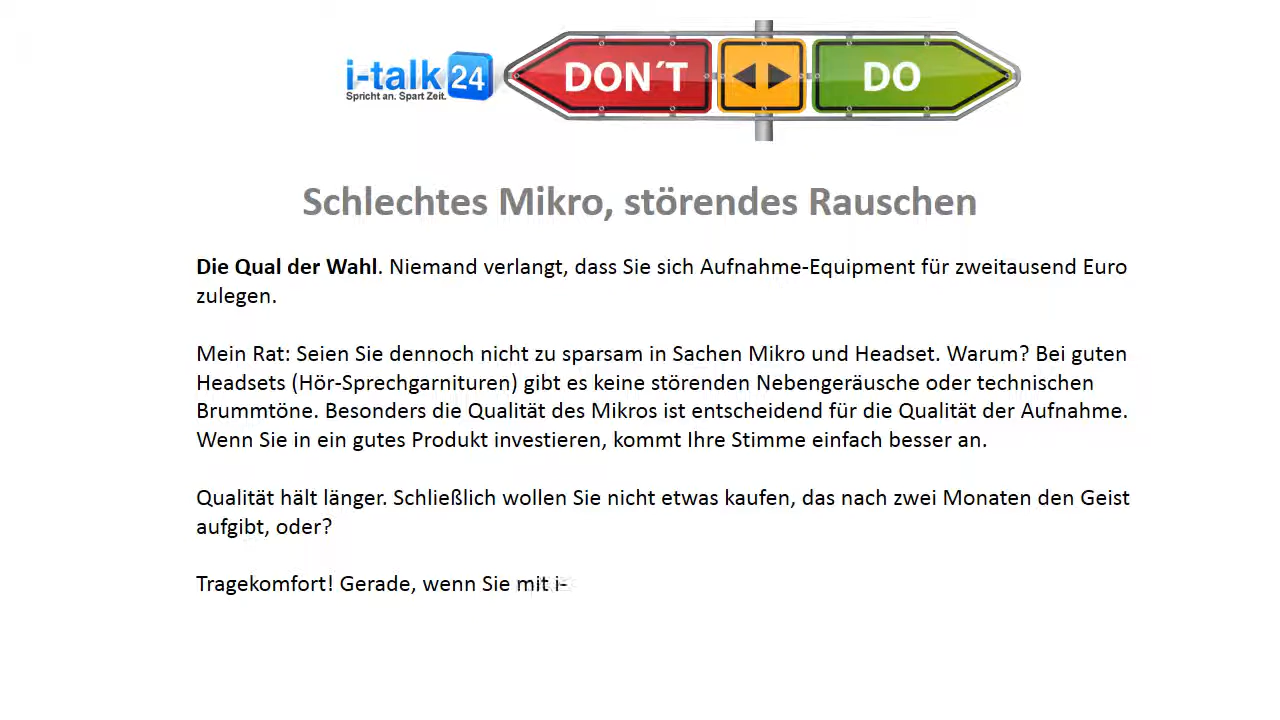 i-talk 24
Spricht an. Spart Zeit.
DON´T
DO
Schlechtes Mikro, störendes Rauschen
Die Qual der Wahl. Niemand verlangt, dass Sie sich Aufnahme-Equipment für zweitausend Euro
zulegen.
Mein Rat: Seien Sie dennoch nicht zu sparsam in Sachen Mikro und Headset. Warum? Bei guten
Headsets (Hör-Sprechgarnituren) gibt es keine störenden Nebengeräusche oder technischen
Brummtöne. Besonders die Qualität des Mikros ist entscheidend für die Qualität der Aufnahme.
Wenn Sie in ein gutes Produkt investieren, kommt Ihre Stimme einfach besser an.
Qualität hält länger. Schließlich wollen Sie nicht etwas kaufen, das nach zwei Monaten den Geist
aufgibt, oder?
Tragekomfort! Gerade, wenn Sie mit i-